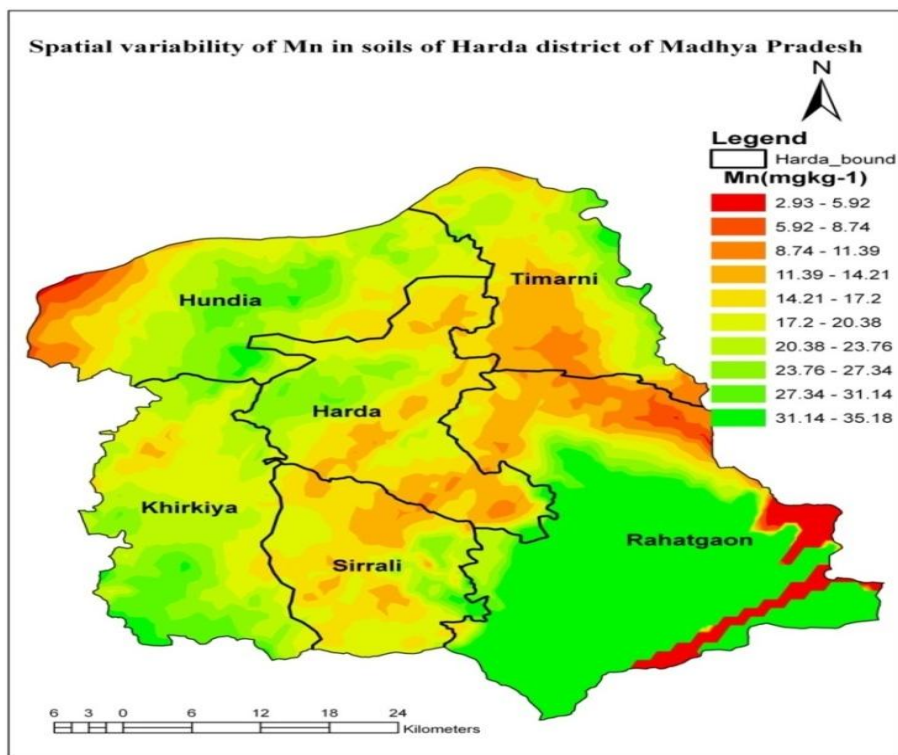 Spatial variability of Mn in soils of Harda district of Madhya Pradesh
N
Legend
Harda_bound
Mn(mgkg-1)
2.93 - 5.92
5.92 - 8.74
8.74 - 11.39
11.39 - 14.21
14.21 - 17.2
17.2 - 20.38
20.38 - 23.76
23.76 - 27.34
27.34 - 31.14
31.14 - 35.18
Timarni
Hundia
Harda
Khirkiya
Sirrali
Rahatgaon
6 3 0 6 12 18 24
Kilometers